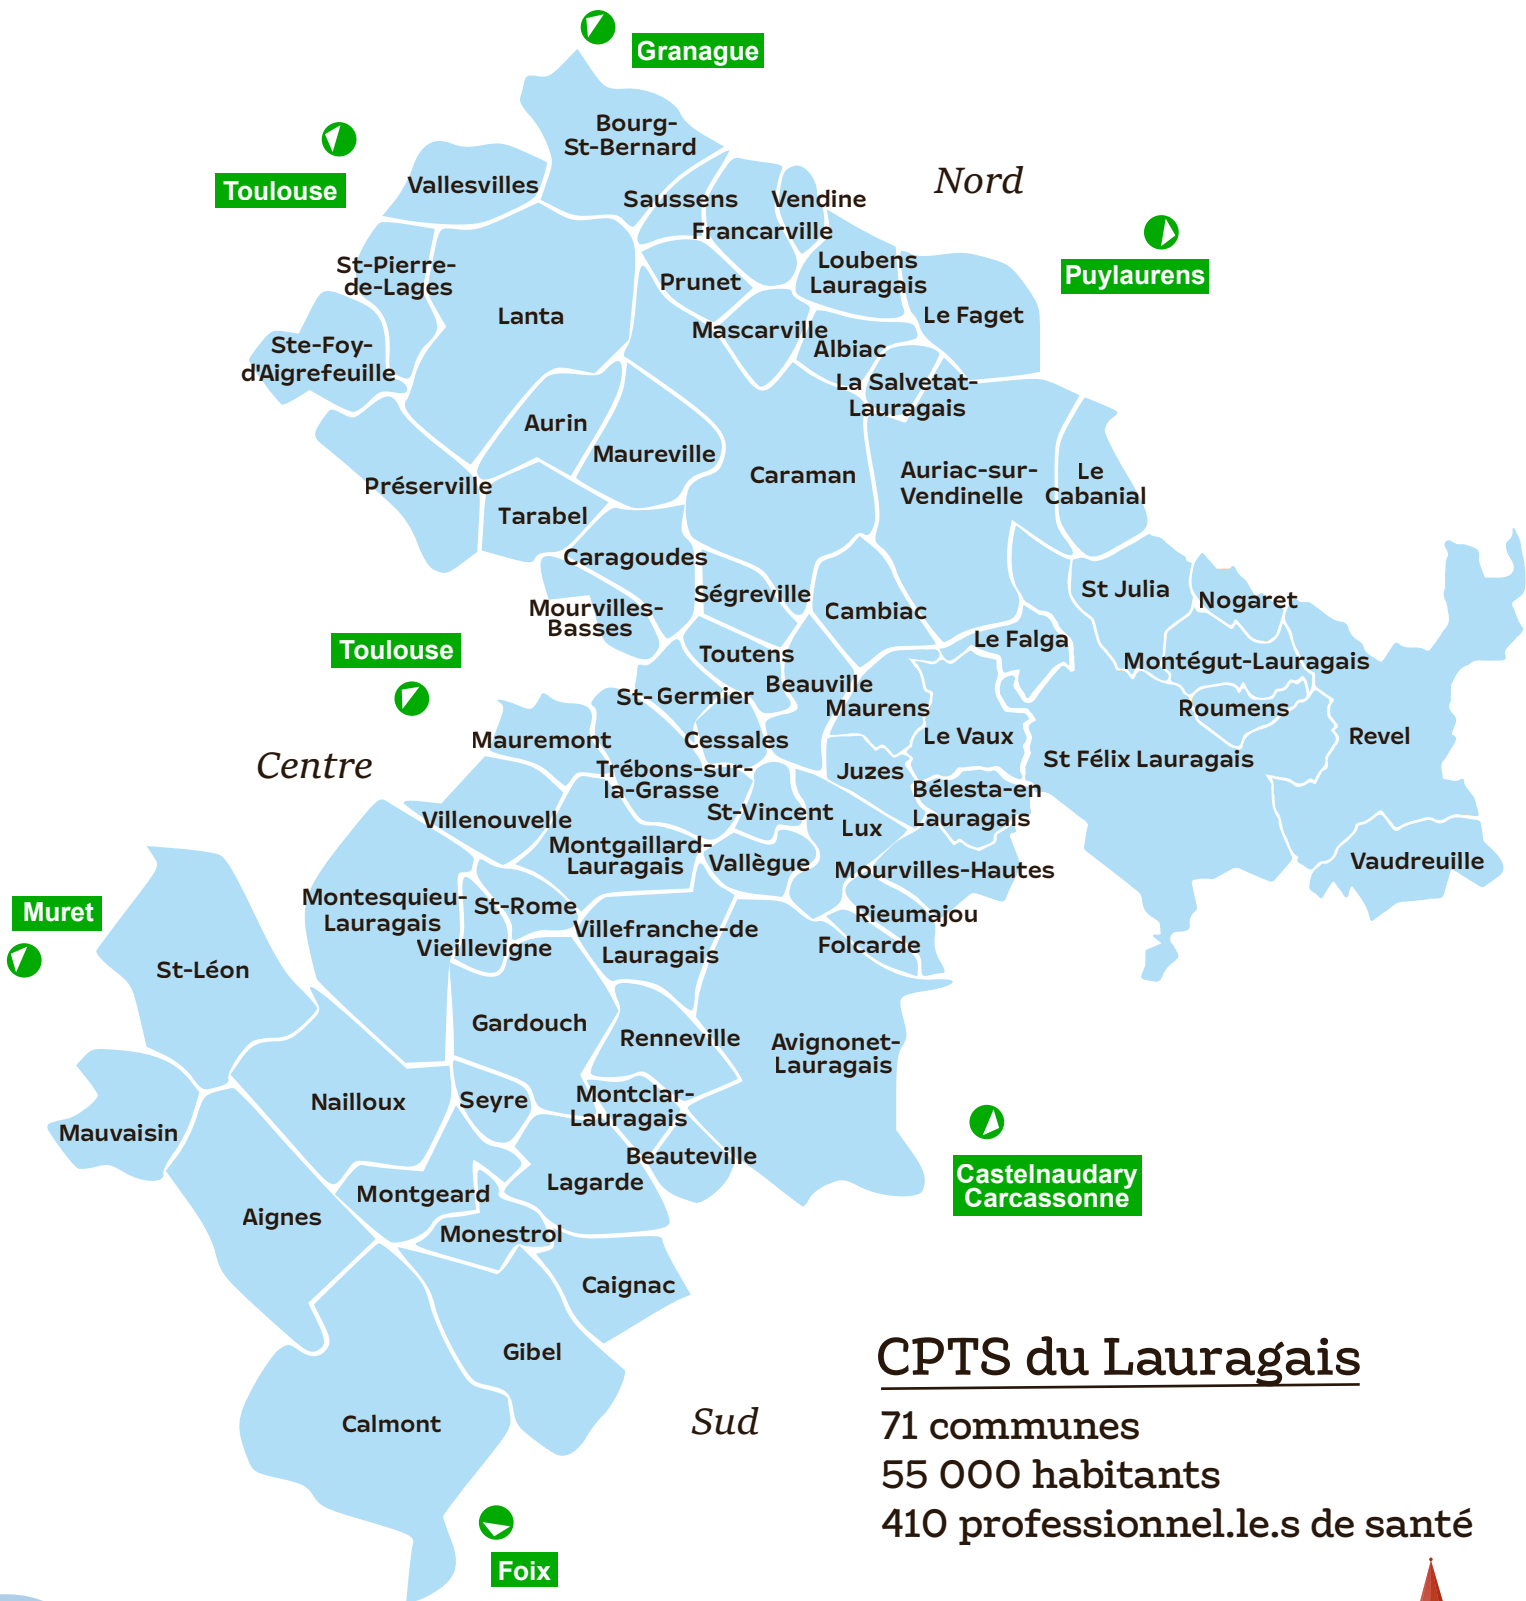 Granague
Bourg-
St-Bernard
Toulouse
Vallesvilles
Nord
Saussens
Vendine
Francarville
St-Pierre-
de-Lages
Prunet
Loubens
Lauragais
Puylaurens
Lanta
Le Faget
Mascarville
Albiac
Ste-Foy-
d'Aigrefeuille
La Salvetat-
Lauragais
Aurin
Maureville
Caraman
Auriac-sur-
Vendinelle
Le
Cabanial
Préserville
Tarabel
Caragoudes
Ségreville
Cambiac
St Julia
Nogaret
Mourvilles-
Basses
Toulouse
Toutens
Le Falga
Montégut-Lauragais
St-Germier
Beauville
Maurens
Roumens
Revel
Centre
Mauremont
Cessales
Le Vaux
St Félix Lauragais
Trébons-sur-
la-Grasse
Juzes
Bélesta-en
Lauragais
Villenouvelle
St-Vincent
Lux
Montgaillard-
Lauragais
Vallègue
Mourvilles-Hautes
Vaudreuille
Muret
Montesquieu-
Lauragais
St-Rome
Vieillevigne
Villefranche-de
Lauragais
Rieumajou
Folcarde
St-Léon
Gardouch
Renneville
Avignonet-
Lauragais
Nailloux
Seyre
Montclar-
Lauragais
Mauvaisin
Beauteville
Castelnaudary
Carcassonne
Lagarde
Montgeard
Aignes
Monestrol
Caignac
Gibel
Calmont
Sud
Foix
CPTS du Lauragais
71 communes
55 000 habitants
410 professionnel.le.s de santé